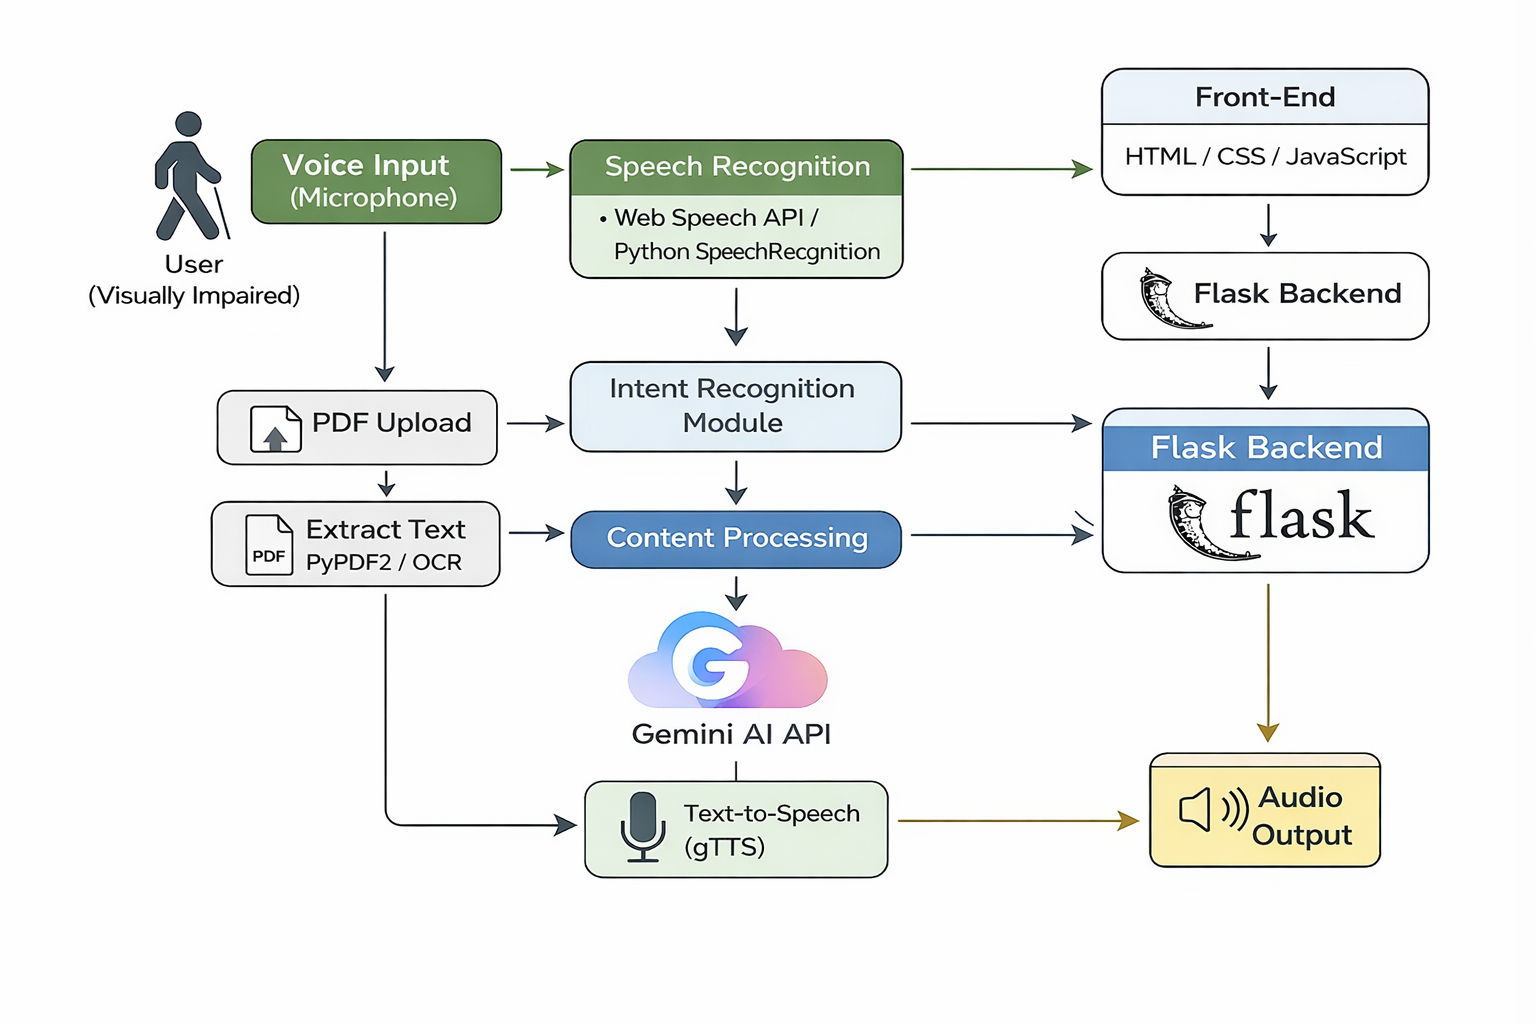 Front-End
HTML / CSS / JavaScript
Voice Input
(Microphone)
Speech Recognition
• Web Speech API /
Python SpeechRecgnition
User
(Visually Impaired)
Flask Backend
PDF Upload
Intent Recognition
Module
Flask Backend
flask
Extract Text
PyPDF2 / OCR
PDF
Content Processing
G
Gemini AI API
Text-to-Speech
(gTTS)
Audio
Output